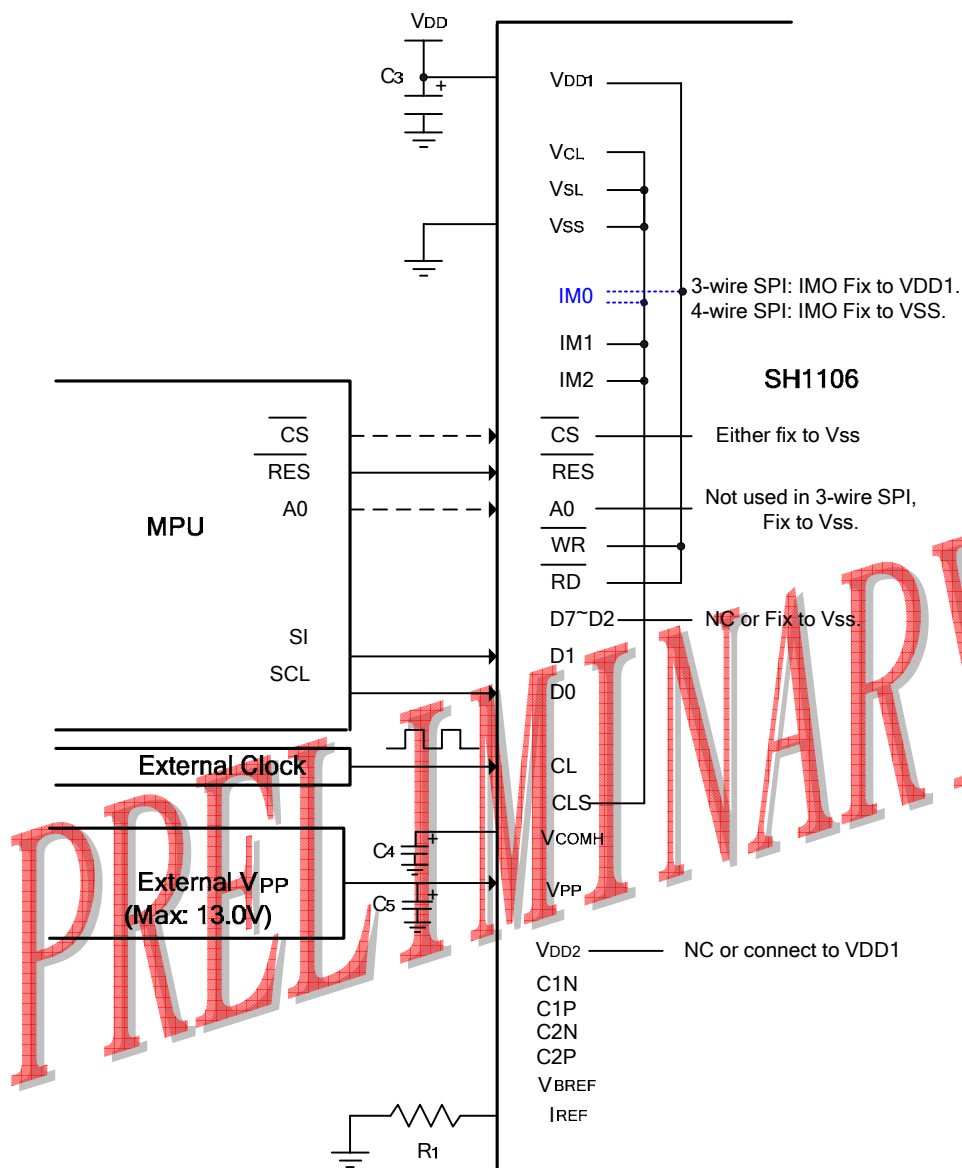 VDD
C3
+
VDD1
VCL
VSL
VSS
IM0
3-wire SPI: IMO Fix to VDD1.
4-wire SPI: IMO Fix to VSS.
IM1
IM2
SH1106
MPU
CS
RES
A0
SI
SCL
CS
Either fix to Vss
RES
A0
Not used in 3-wire SPI,
Fix to Vss.
WR
RD
D7~D2
NC or Fix to Vss.
D1
D0
External Clock
CL
CLS
C4
+
VCOMH
External VPP
(Max: 13.0V)
C5
+
VPP
VDD2
NC or connect to VDD1
C1N
C1P
C2N
C2P
VBREF
IREF
R1
PRELIMINARY